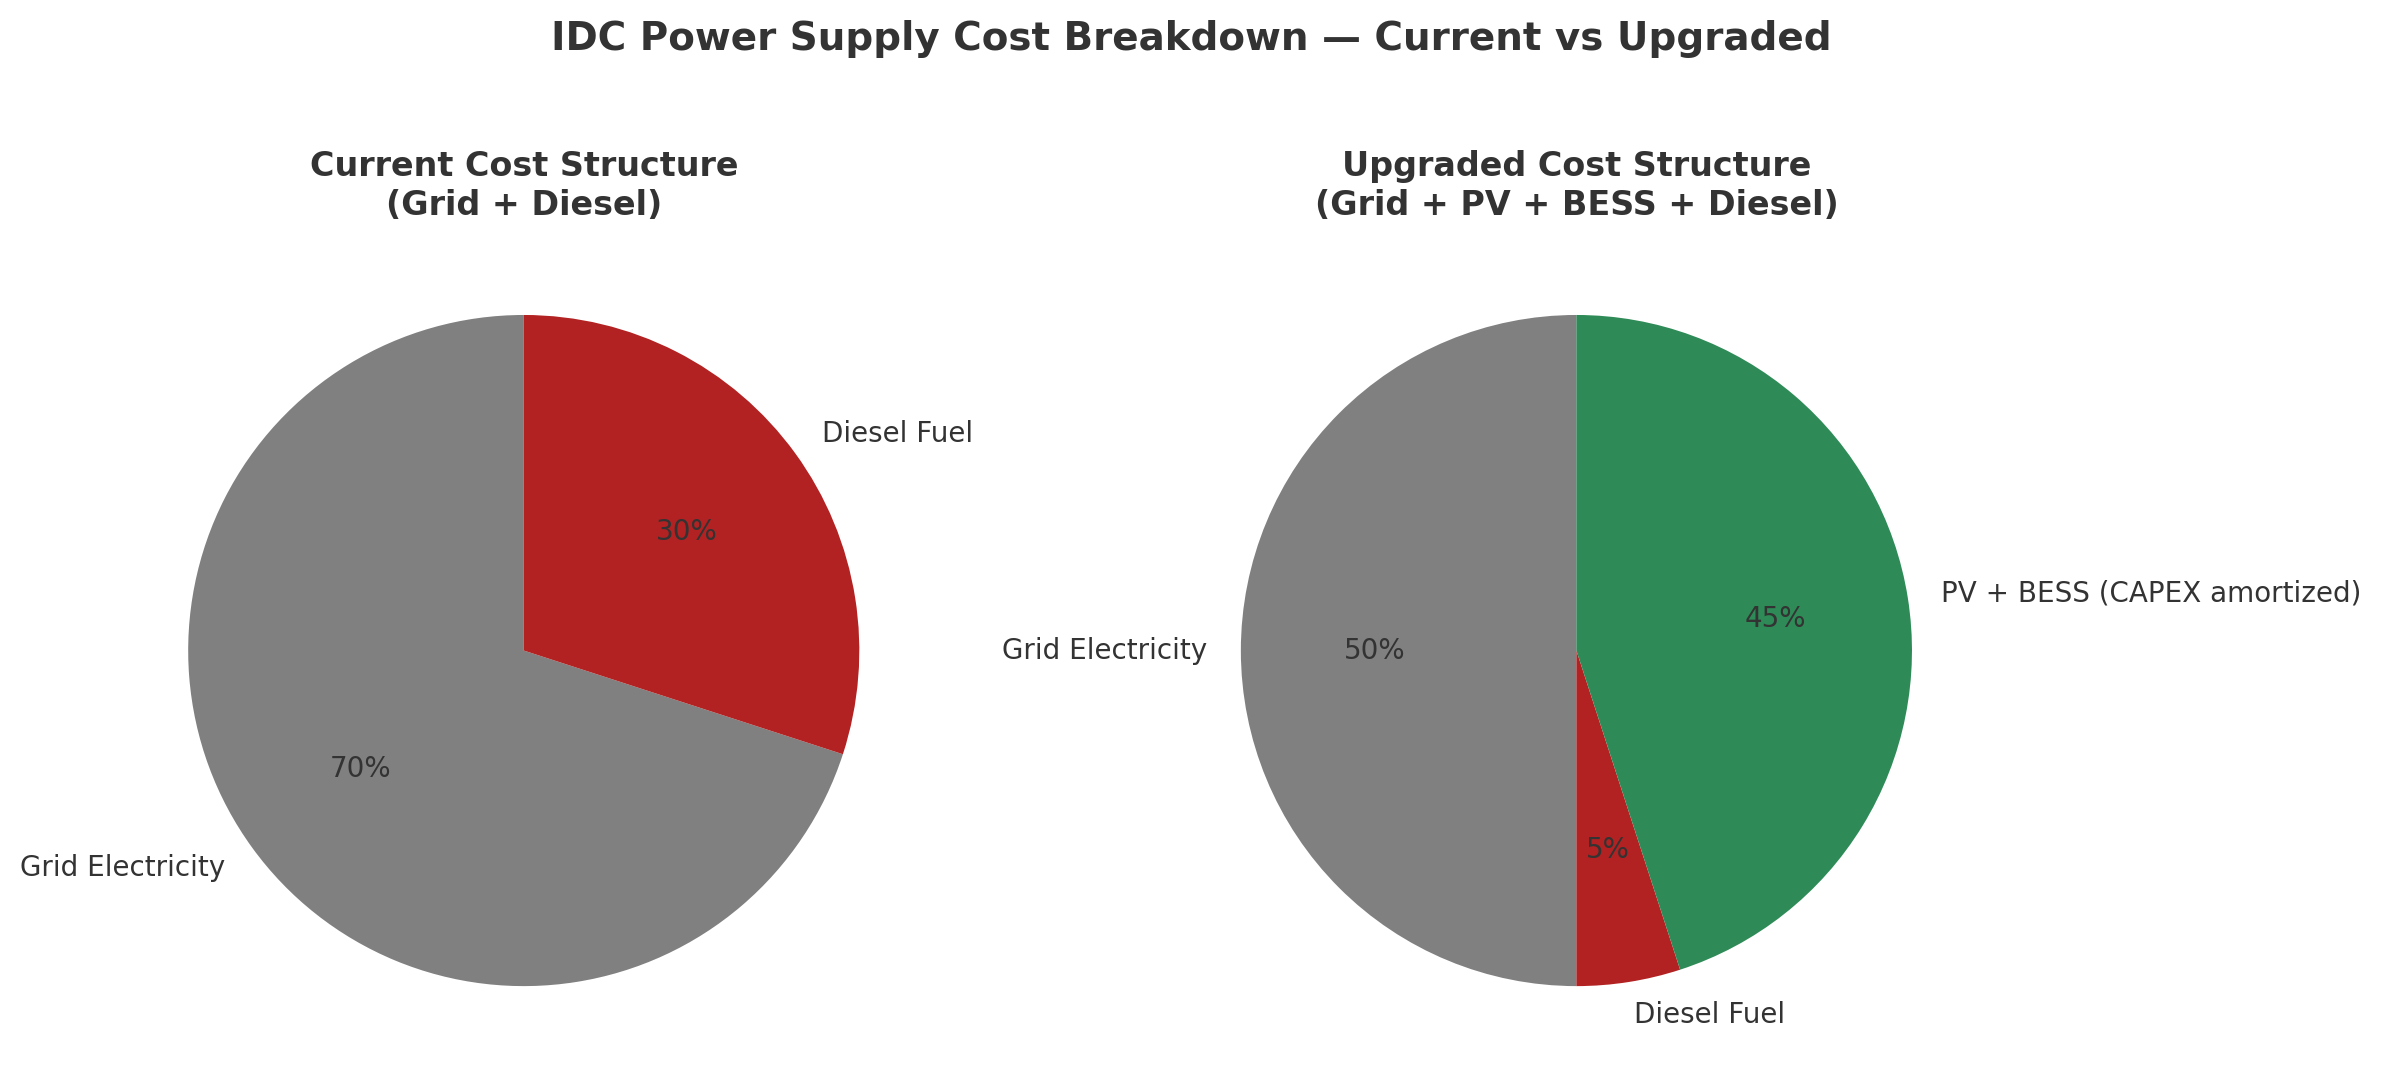 IDC Power Supply Cost Breakdown — Current vs Upgraded
Current Cost Structure
(Grid + Diesel)
Diesel Fuel
30%
70%
Grid Electricity
Upgraded Cost Structure
(Grid + PV + BESS + Diesel)
PV + BESS (CAPEX amortized)
45%
Grid Electricity
50%
5%
Diesel Fuel